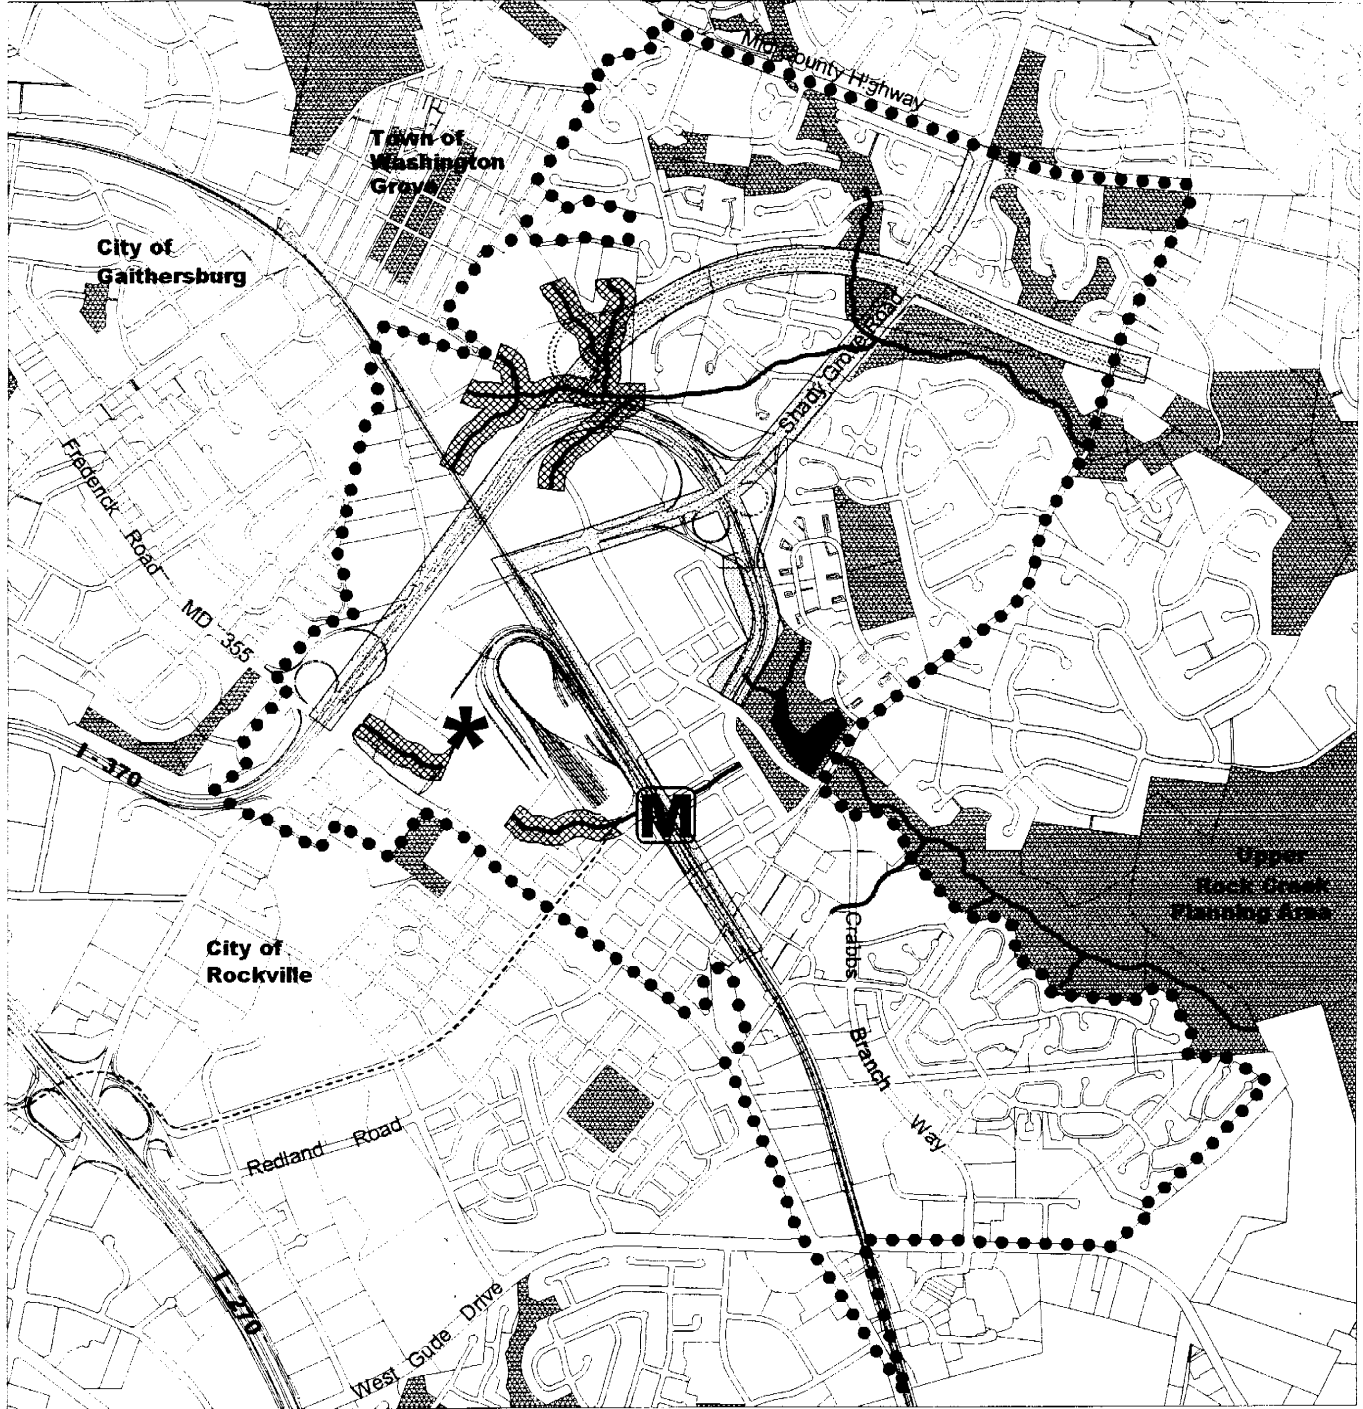 Mid County Highway
Town of
Washington
Grove
City of
Gaithersburg
Shady Grove Road
Frederick Road
MD 355
I - 370
M
Upper
Rock Creek
Planning Area
City of
Rockville
Crabbs
Branch
Way
Redland Road
I - 270
West Gude Drive